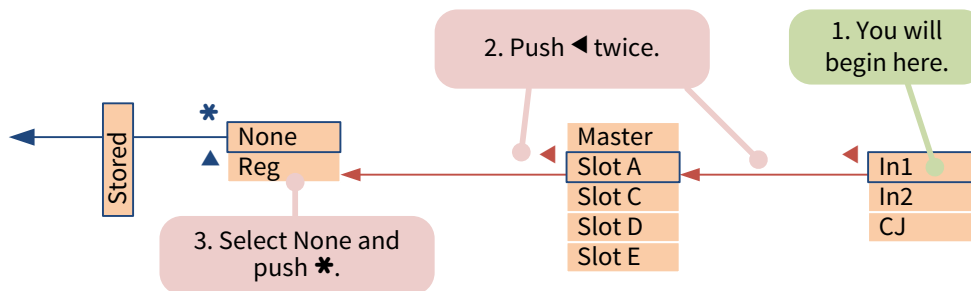 1. You will
begin here.
2. Push ◄ twice.
Stored
*
None
▲ Reg
3. Select None and
push *.
Master
Slot A
Slot C
Slot D
Slot E
In1
In2
CJ